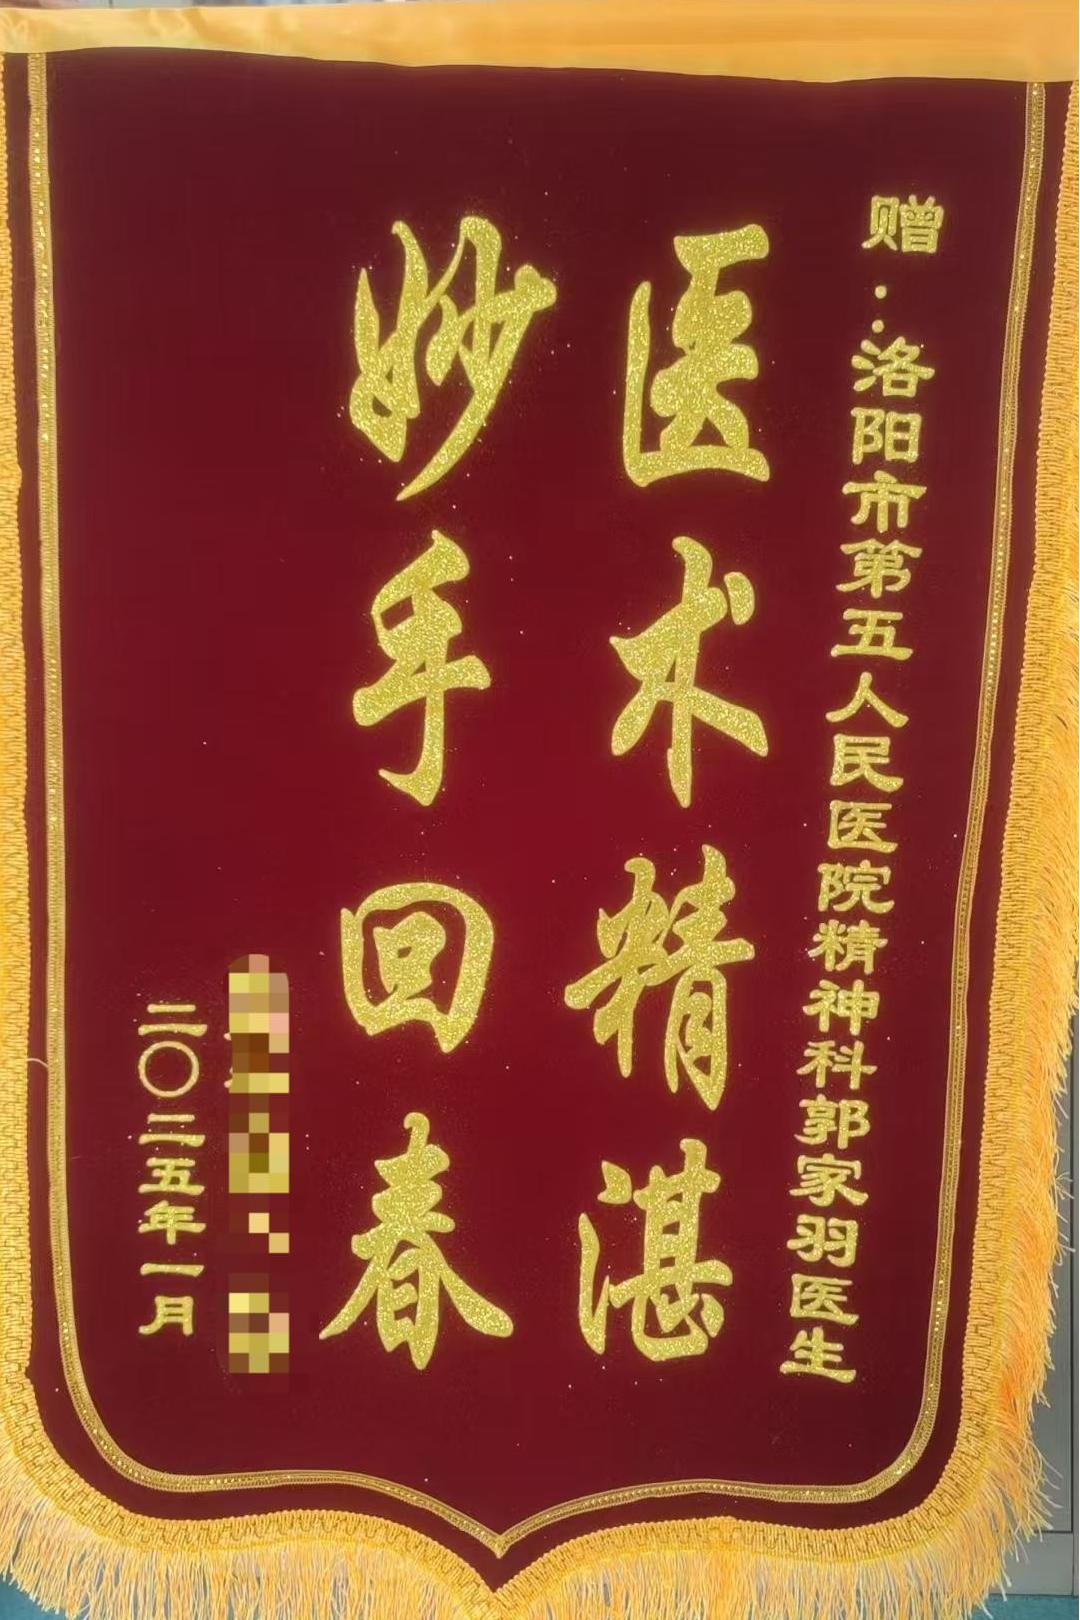 赠：洛阳市第五人民医院精神科郭家羽医生
医术精湛
妙手回春
二〇二五年一月